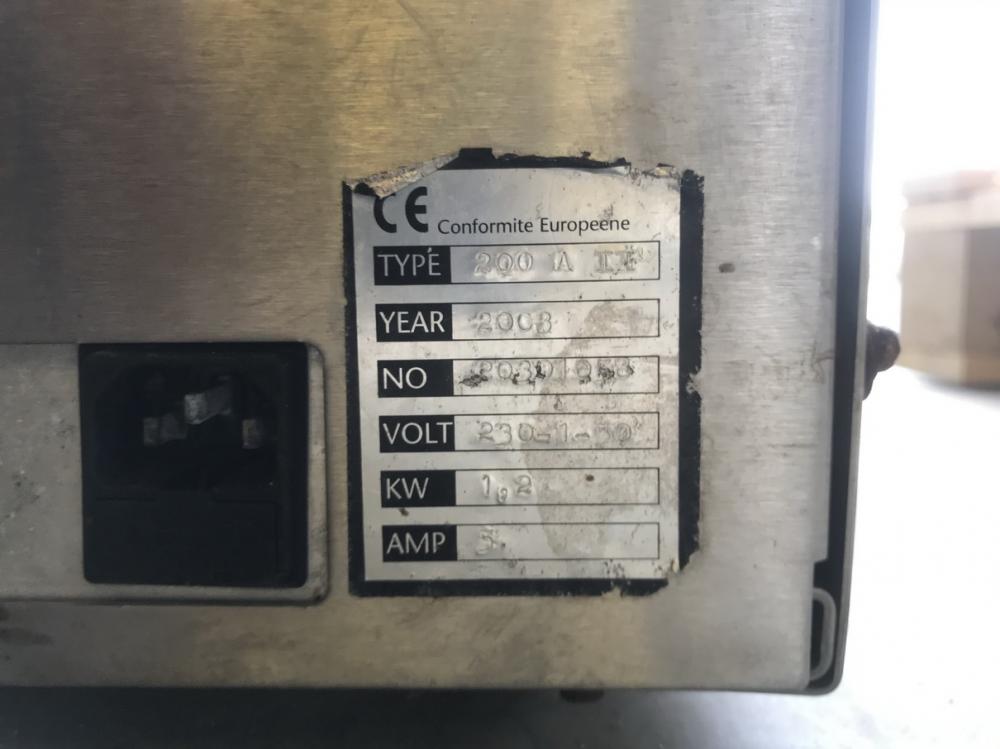 CE Conformite Europeene
TYPE 200 A
YEAR 2003
NO
VOLT 230-1-50
KW 1,2
AMP